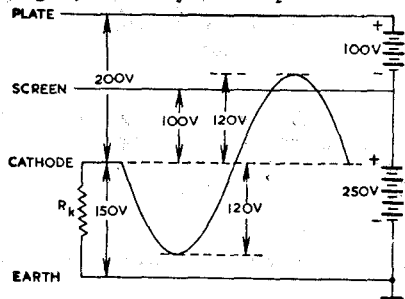 PLATE
+
100V
-
200V
SCREEN
100V
120V
CATHODE
+
Rk
150V
120V
250V
-
EARTH